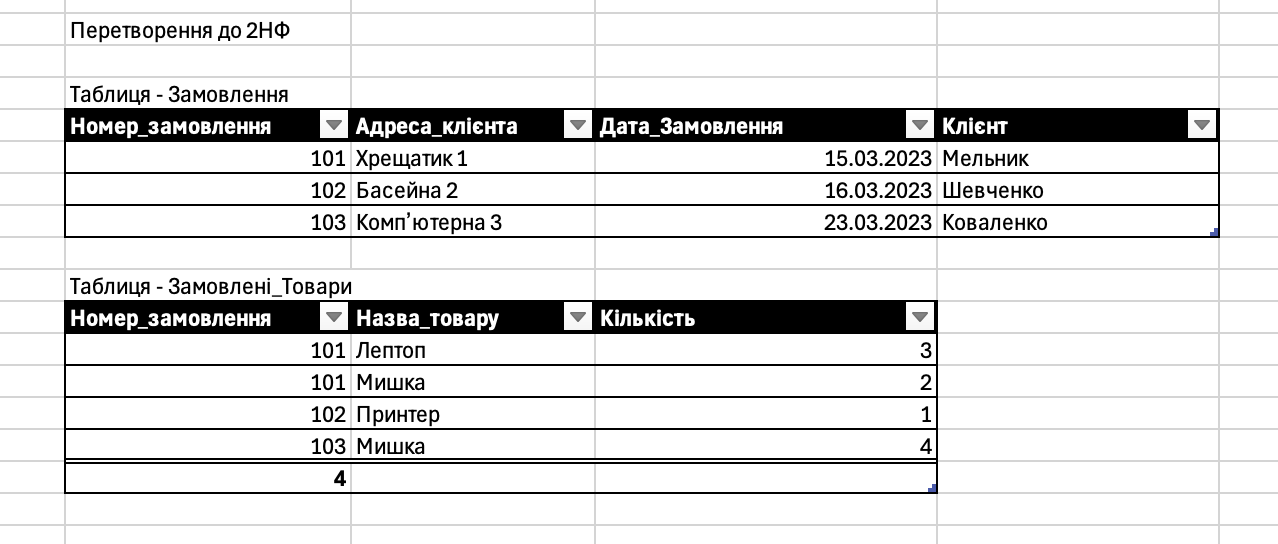 Перетворення до 2НФ
Таблиця - Замовлення
Номер_замовлення Адреса_клієнта Дата_Замовлення Клієнт
101 Хрещатик 1 15.03.2023 Мельник
102 Басейна 2 16.03.2023 Шевченко
103 Комп’ютерна 3 23.03.2023 Коваленко
Таблиця - Замовлені_Товари
Номер_замовлення Назва_товару Кількість
101 Лептоп 3
101 Мишка 2
102 Принтер 1
103 Мишка 4
4